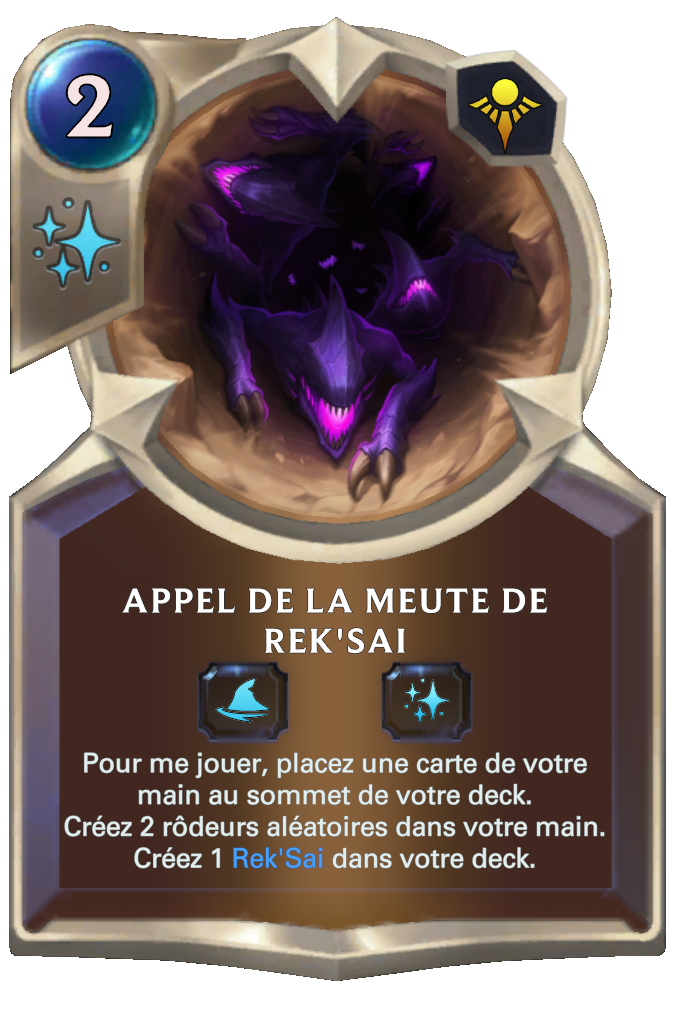 2
APPEL DE LA MEUTE DE
REK'SAI
Pour me jouer, placez une carte de votre
main au sommet de votre deck.
Créez 2 rôdeurs aléatoires dans votre main.
Créez 1 Rek'Sai dans votre deck.